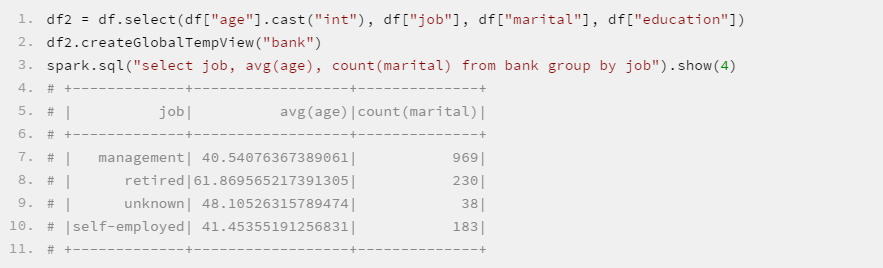 1. df2 = df.select(df["age"].cast("int"), df["job"], df["marital"], df["education"])
2. df2.createGlobalTempView("bank")
3. spark.sql("select job, avg(age), count(marital) from bank group by job").show(4)
4. # +-------------+------------------+--------------+
5. # |          job|          avg(age)|count(marital)|
6. # +-------------+------------------+--------------+
7. # |   management| 40.54076367389061|           969|
8. # |      retired|61.869565217391305|           230|
9. # |      unknown| 48.10526315789474|            38|
10. # |self-employed| 41.45355191256831|           183|
11. # +-------------+------------------+--------------+